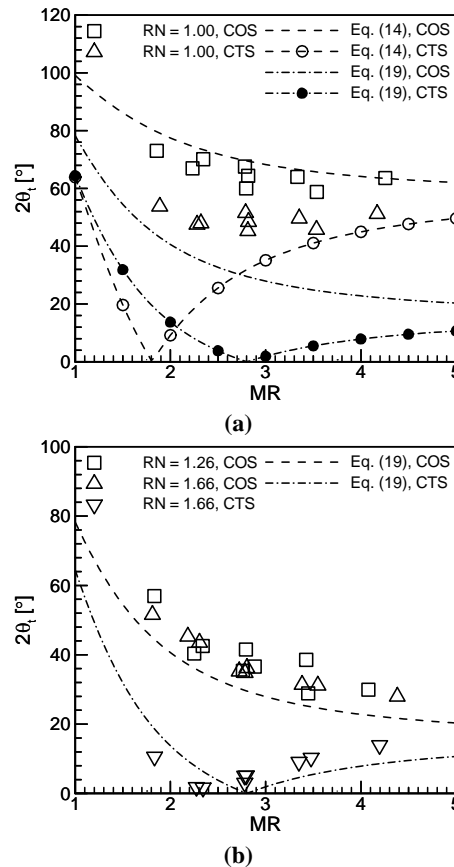 120
100
80
60
40
20
0
2θt [°]
RN = 1.00, COS
RN = 1.00, CTS
Eq. (14), COS
Eq. (14), CTS
Eq. (19), COS
Eq. (19), CTS
1 2 3 4 5
MR
(a)
100
80
60
40
20
0
2θt [°]
RN = 1.26, COS
RN = 1.66, COS
RN = 1.66, CTS
Eq. (19), COS
Eq. (19), CTS
1 2 3 4 5
MR
(b)